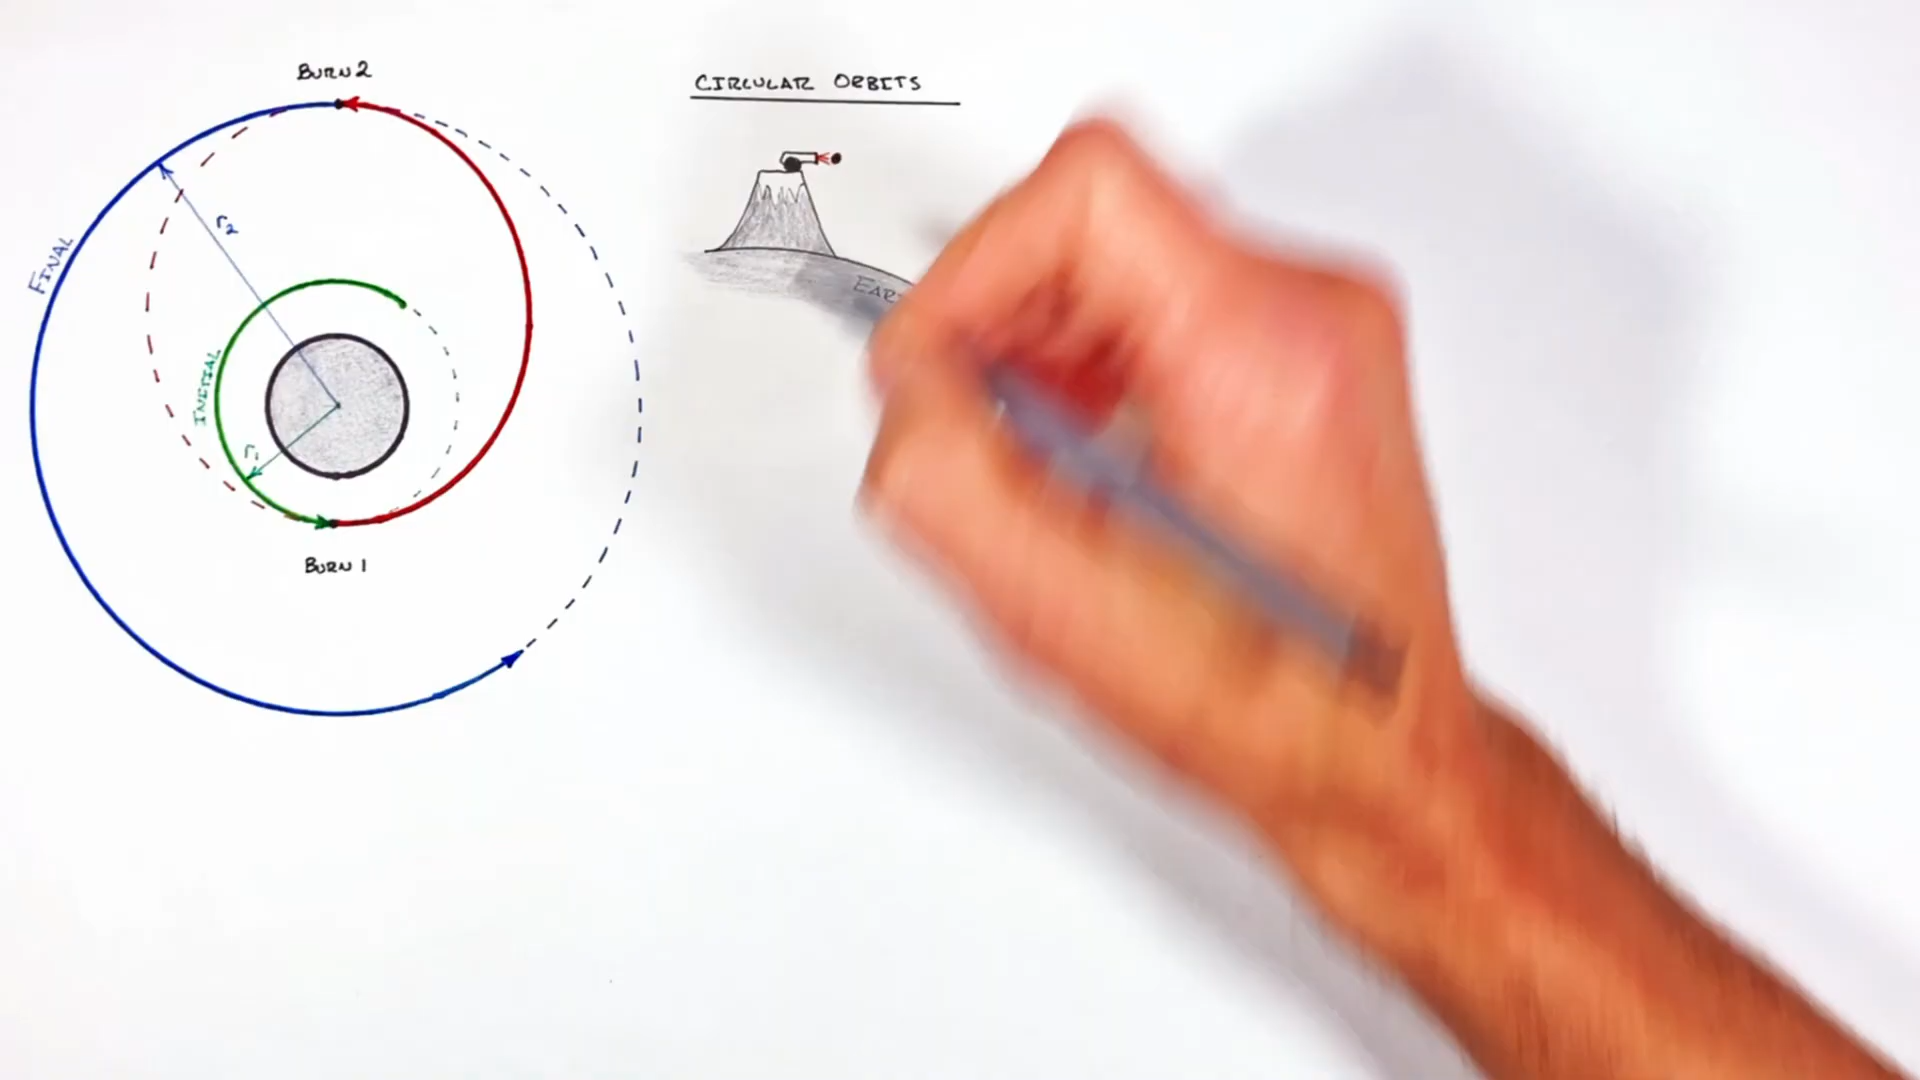 BURN 2
FINAL
r₂
INITIAL
r₁
BURN 1
CIRCULAR ORBITS